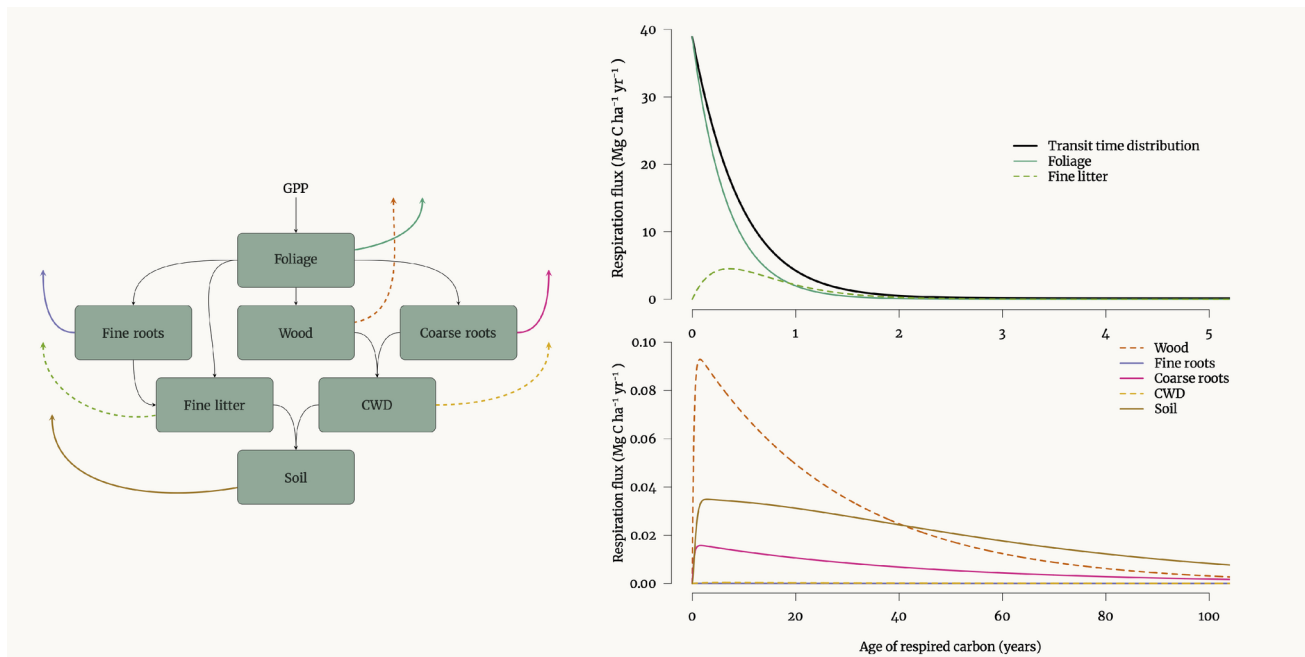 GPP
Foliage
Fine roots
Wood
Coarse roots
Fine litter
CWD
Soil
Respiration flux (Mg C ha⁻¹ yr⁻¹ )
40
30
20
10
0
0 1 2 3 4 5
Transit time distribution
Foliage
Fine litter
Respiration flux (Mg C ha⁻¹ yr⁻¹ )
0.10
0.08
0.06
0.04
0.02
0.00
0 20 40 60 80 100
Wood
Fine roots
Coarse roots
CWD
Soil
Age of respired carbon (years)